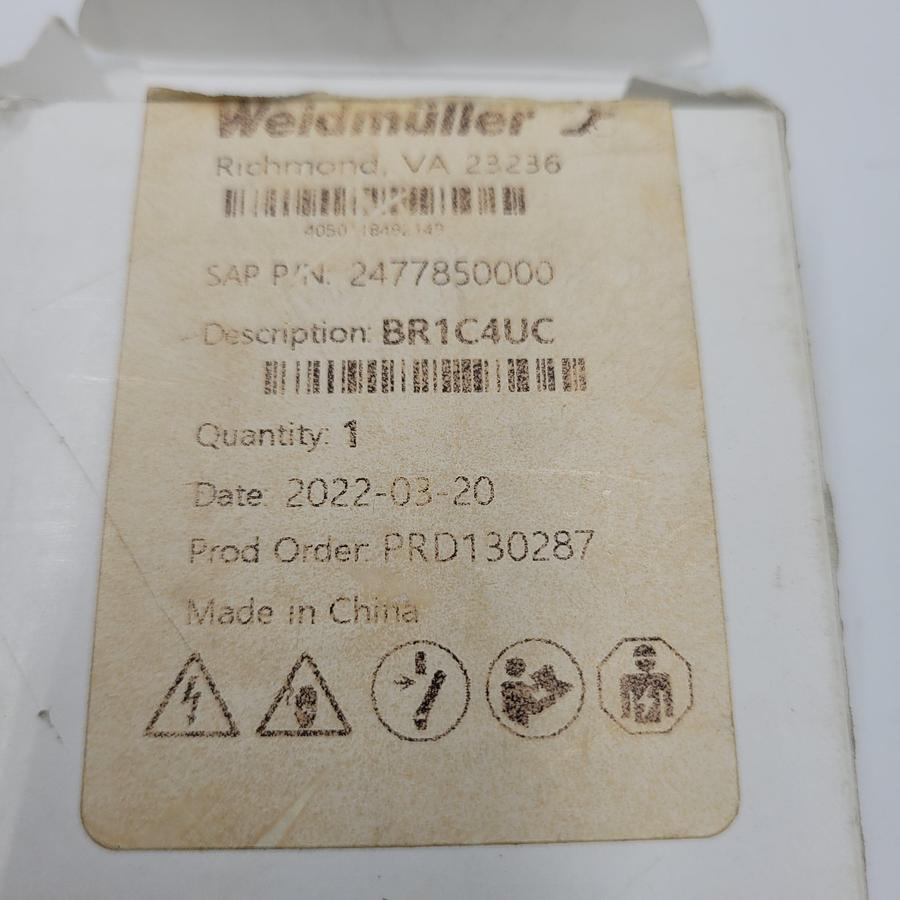 Weidmüller
Richmond, VA 23236
SAP P/N: 2477850000
Description: BR1C4UC
Quantity: 1
Date: 2022-03-20
Prod Order: PRD130287
Made in China